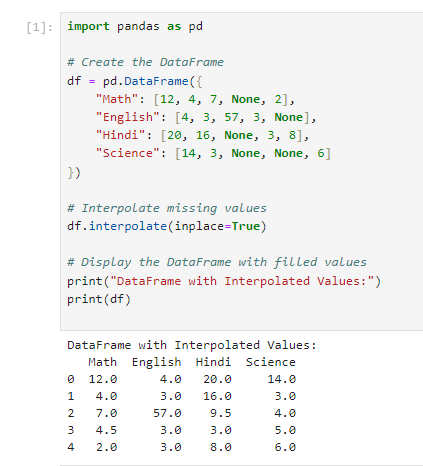 [1]: import pandas as pd
# Create the DataFrame
df = pd.DataFrame({
    "Math": [12, 4, 7, None, 2],
    "English": [4, 3, 57, 3, None],
    "Hindi": [20, 16, None, 3, 8],
    "Science": [14, 3, None, None, 6]
})
# Interpolate missing values
df.interpolate(inplace=True)
# Display the DataFrame with filled values
print("DataFrame with Interpolated Values:")
print(df)
DataFrame with Interpolated Values:
   Math  English  Hindi  Science
0  12.0      4.0   20.0     14.0
1   4.0      3.0   16.0      3.0
2   7.0     57.0    9.5      4.0
3   4.5      3.0    3.0      5.0
4   2.0      3.0    8.0      6.0